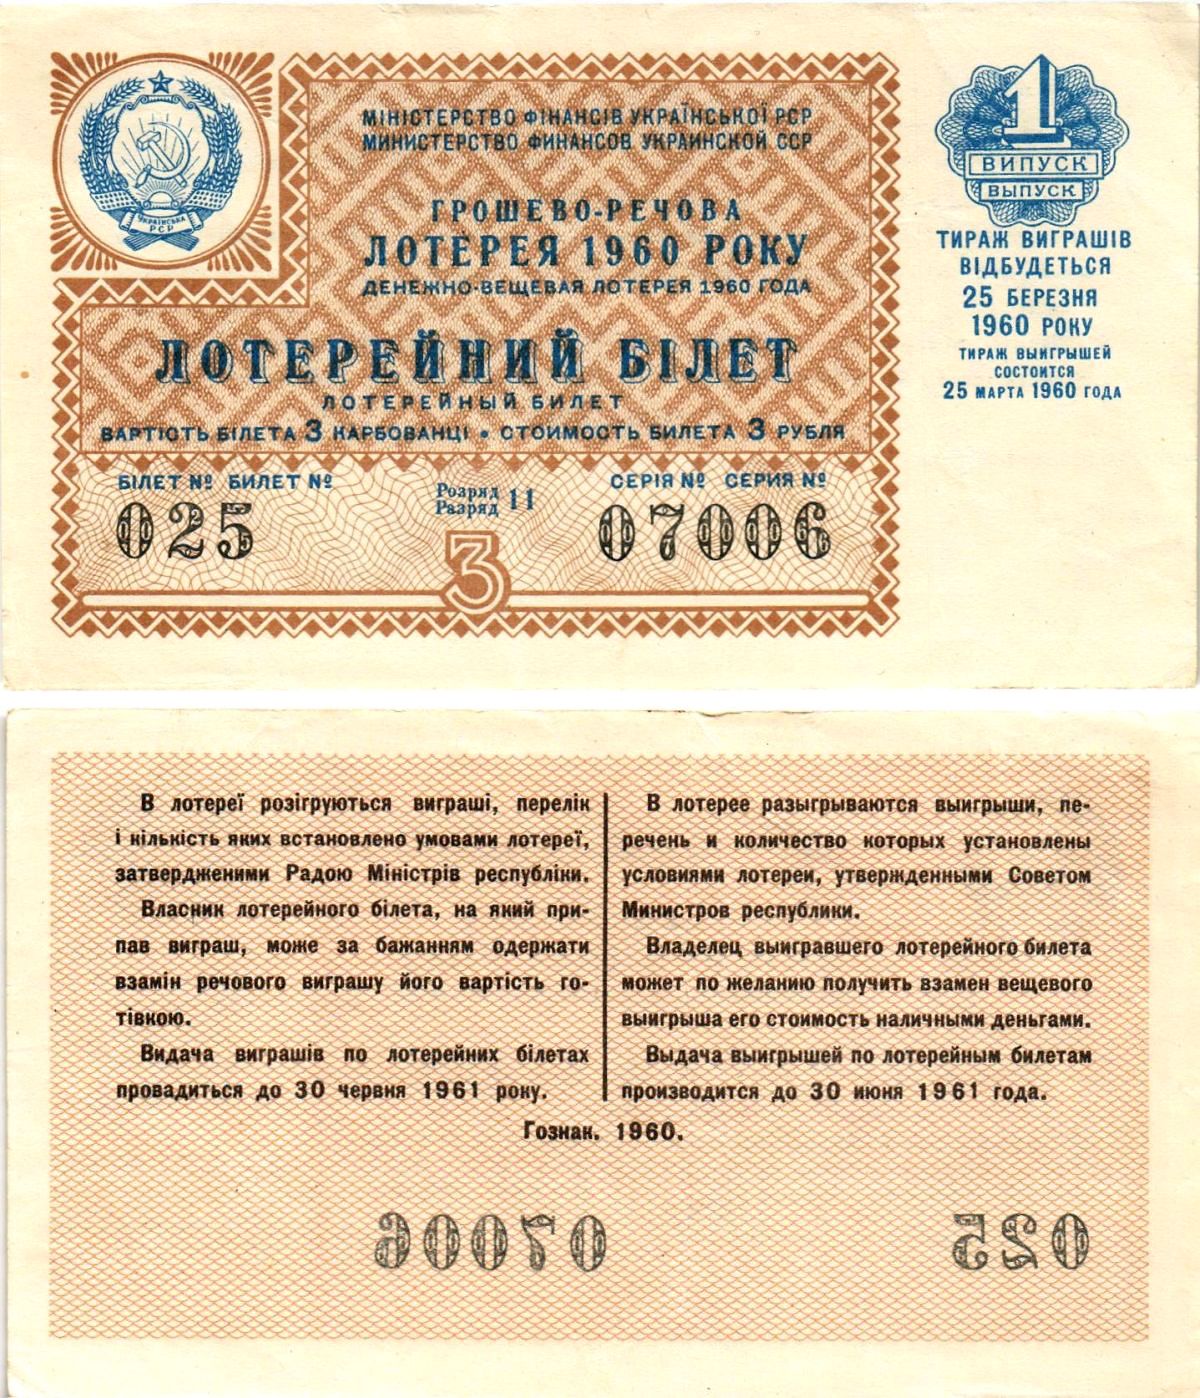 УКРАЇНСЬКА
РСР
МІНІСТЕРСТВО ФІНАНСІВ УКРАЇНСЬКОЇ РСР
МИНИСТЕРСТВО ФИНАНСОВ УКРАИНСКОЙ ССР
ГРОШЕВО-РЕЧОВА
ЛОТЕРЕЯ 1960 РОКУ
ДЕНЕЖНО-ВЕЩЕВАЯ ЛОТЕРЕЯ 1960 ГОДА
ЛОТЕРЕЙНИЙ БІЛЕТ
ЛОТЕРЕЙНЫЙ БИЛЕТ
ВАРТІСТЬ БІЛЕТА 3 КАРБОВАНЦІ • СТОИМОСТЬ БИЛЕТА 3 РУБЛЯ
БІЛЕТ № БИЛЕТ №
025
Розряд
Разряд 11
СЕРІЯ № СЕРИЯ №
07006
3
1
ВИПУСК
ВЫПУСК
ТИРАЖ ВИГРАШІВ
ВІДБУДЕТЬСЯ
25 БЕРЕЗНЯ
1960 РОКУ
ТИРАЖ ВЫИГРЫШЕЙ
СОСТОИТСЯ
25 МАРТА 1960 ГОДА
В лотереї розігруються виграші, перелік
і кількість яких встановлено умовами лотереї,
затвердженими Радою Міністрів республіки.
Власник лотерейного білета, на який при-
пав виграш, може за бажанням одержати
взамін речового виграшу його вартість го-
тівкою.
Видача виграшів по лотерейних білетах
провадиться до 30 червня 1961 року.
В лотерее разыгрываются выигрыши, пе-
речень и количество которых установлены
условиями лотереи, утвержденными Советом
Министров республики.
Владелец выигравшего лотерейного билета
может по желанию получить взамен вещевого
выигрыша его стоимость наличными деньгами.
Выдача выигрышей по лотерейным билетам
производится до 30 июня 1961 года.
Гознак. 1960.
07006
025